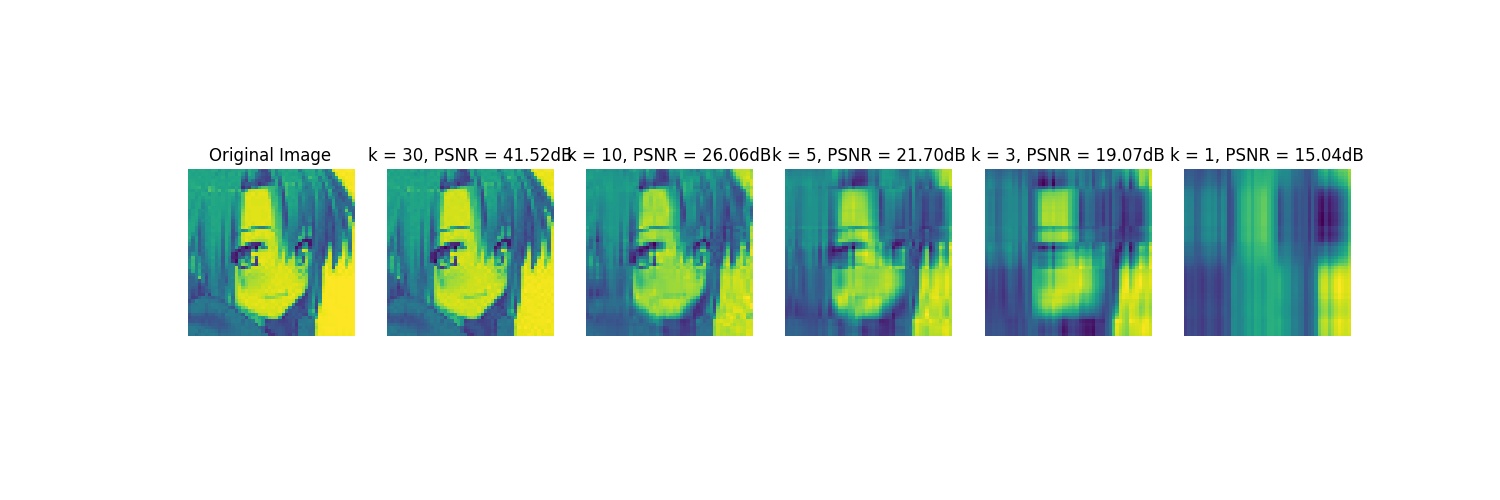 Original Image
k = 30, PSNR = 41.52dB
k = 10, PSNR = 26.06dB
k = 5, PSNR = 21.70dB
k = 3, PSNR = 19.07dB
k = 1, PSNR = 15.04dB